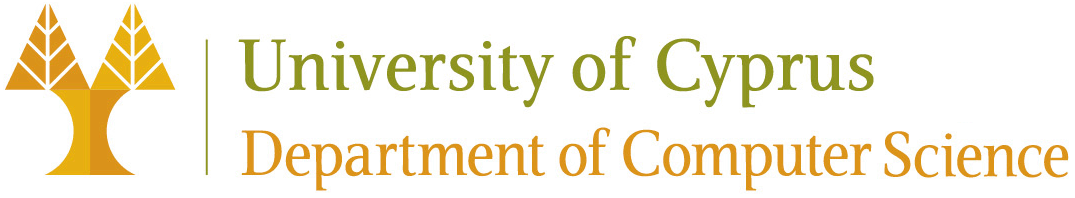 University of Cyprus
Department of Computer Science